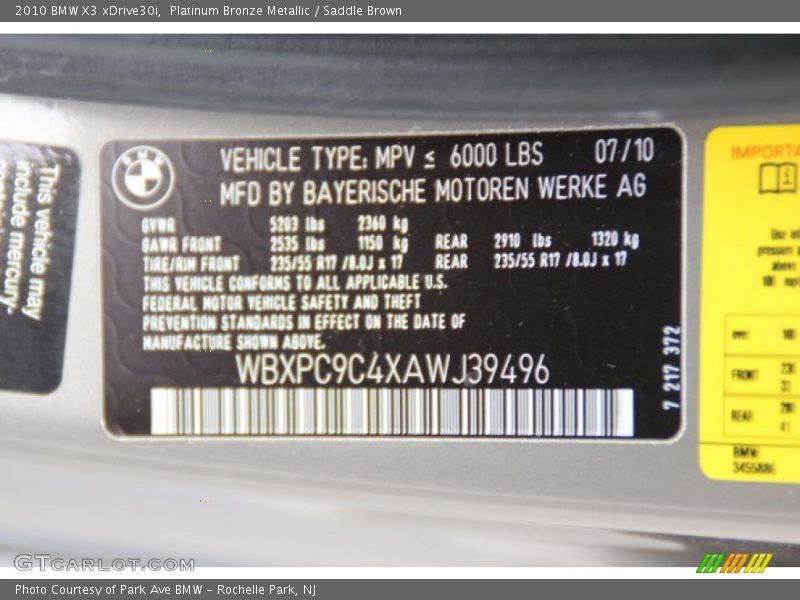 2010 BMW X3 xDrive30i, Platinum Bronze Metallic / Saddle Brown
This vehicle may
include mercury-
BMW
VEHICLE TYPE: MPV ≤ 6000 LBS 07/10
MFD BY BAYERISCHE MOTOREN WERKE AG
GVWR 5203 lbs 2360 kg
GAWR FRONT 2535 lbs 1150 kg REAR 2910 lbs 1320 kg
TIRE/RIM FRONT 235/55 R17 /8.0J x 17 REAR 235/55 R17 /8.0J x 17
THIS VEHICLE CONFORMS TO ALL APPLICABLE U.S.
FEDERAL MOTOR VEHICLE SAFETY AND THEFT
PREVENTION STANDARDS IN EFFECT ON THE DATE OF
MANUFACTURE SHOWN ABOVE.
WBXPC9C4XAWJ39496
7 217 372
IMPORTA
above
FRONT
REAR
BMW
3455886
GTCARLOT.COM
Photo Courtesy of Park Ave BMW – Rochelle Park, NJ